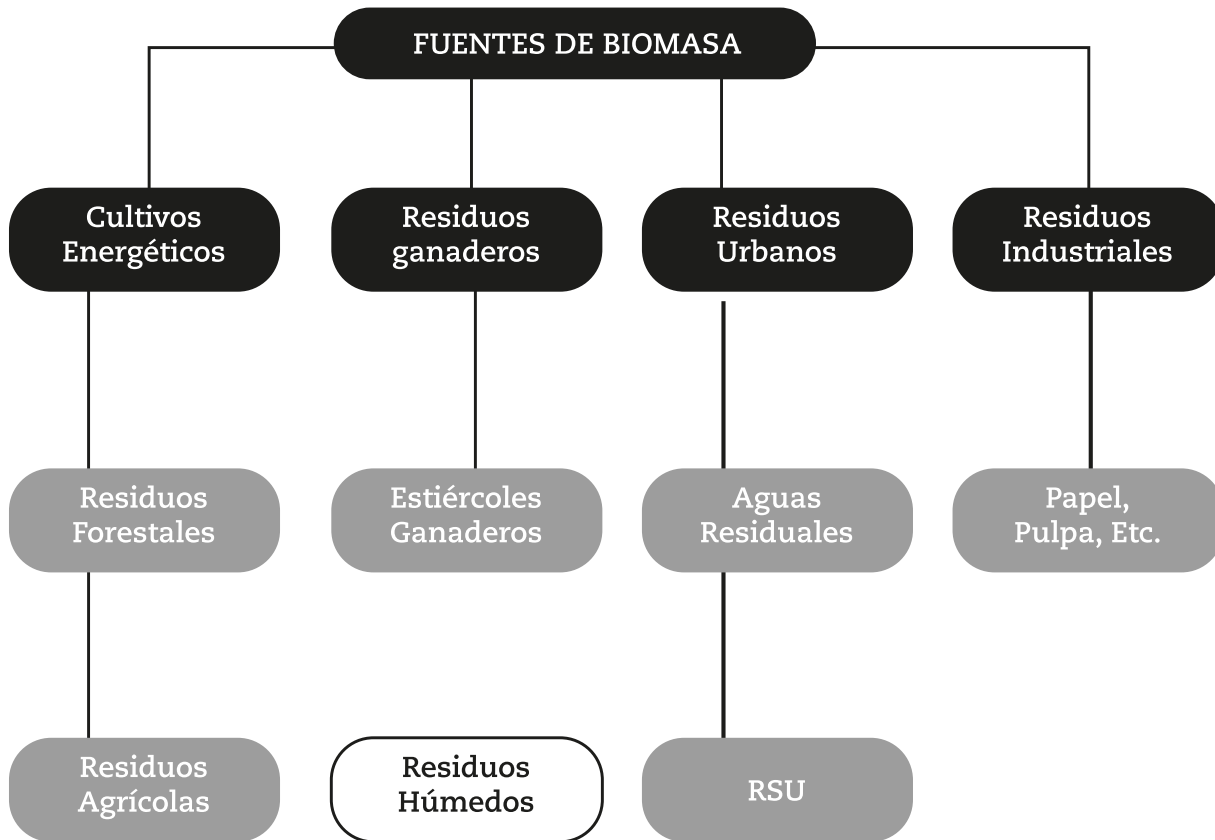 FUENTES DE BIOMASA
Cultivos
Energéticos
Residuos
ganaderos
Residuos
Urbanos
Residuos
Industriales
Residuos
Forestales
Estiércoles
Ganaderos
Aguas
Residuales
Papel,
Pulpa, Etc.
Residuos
Agrícolas
Residuos
Húmedos
RSU